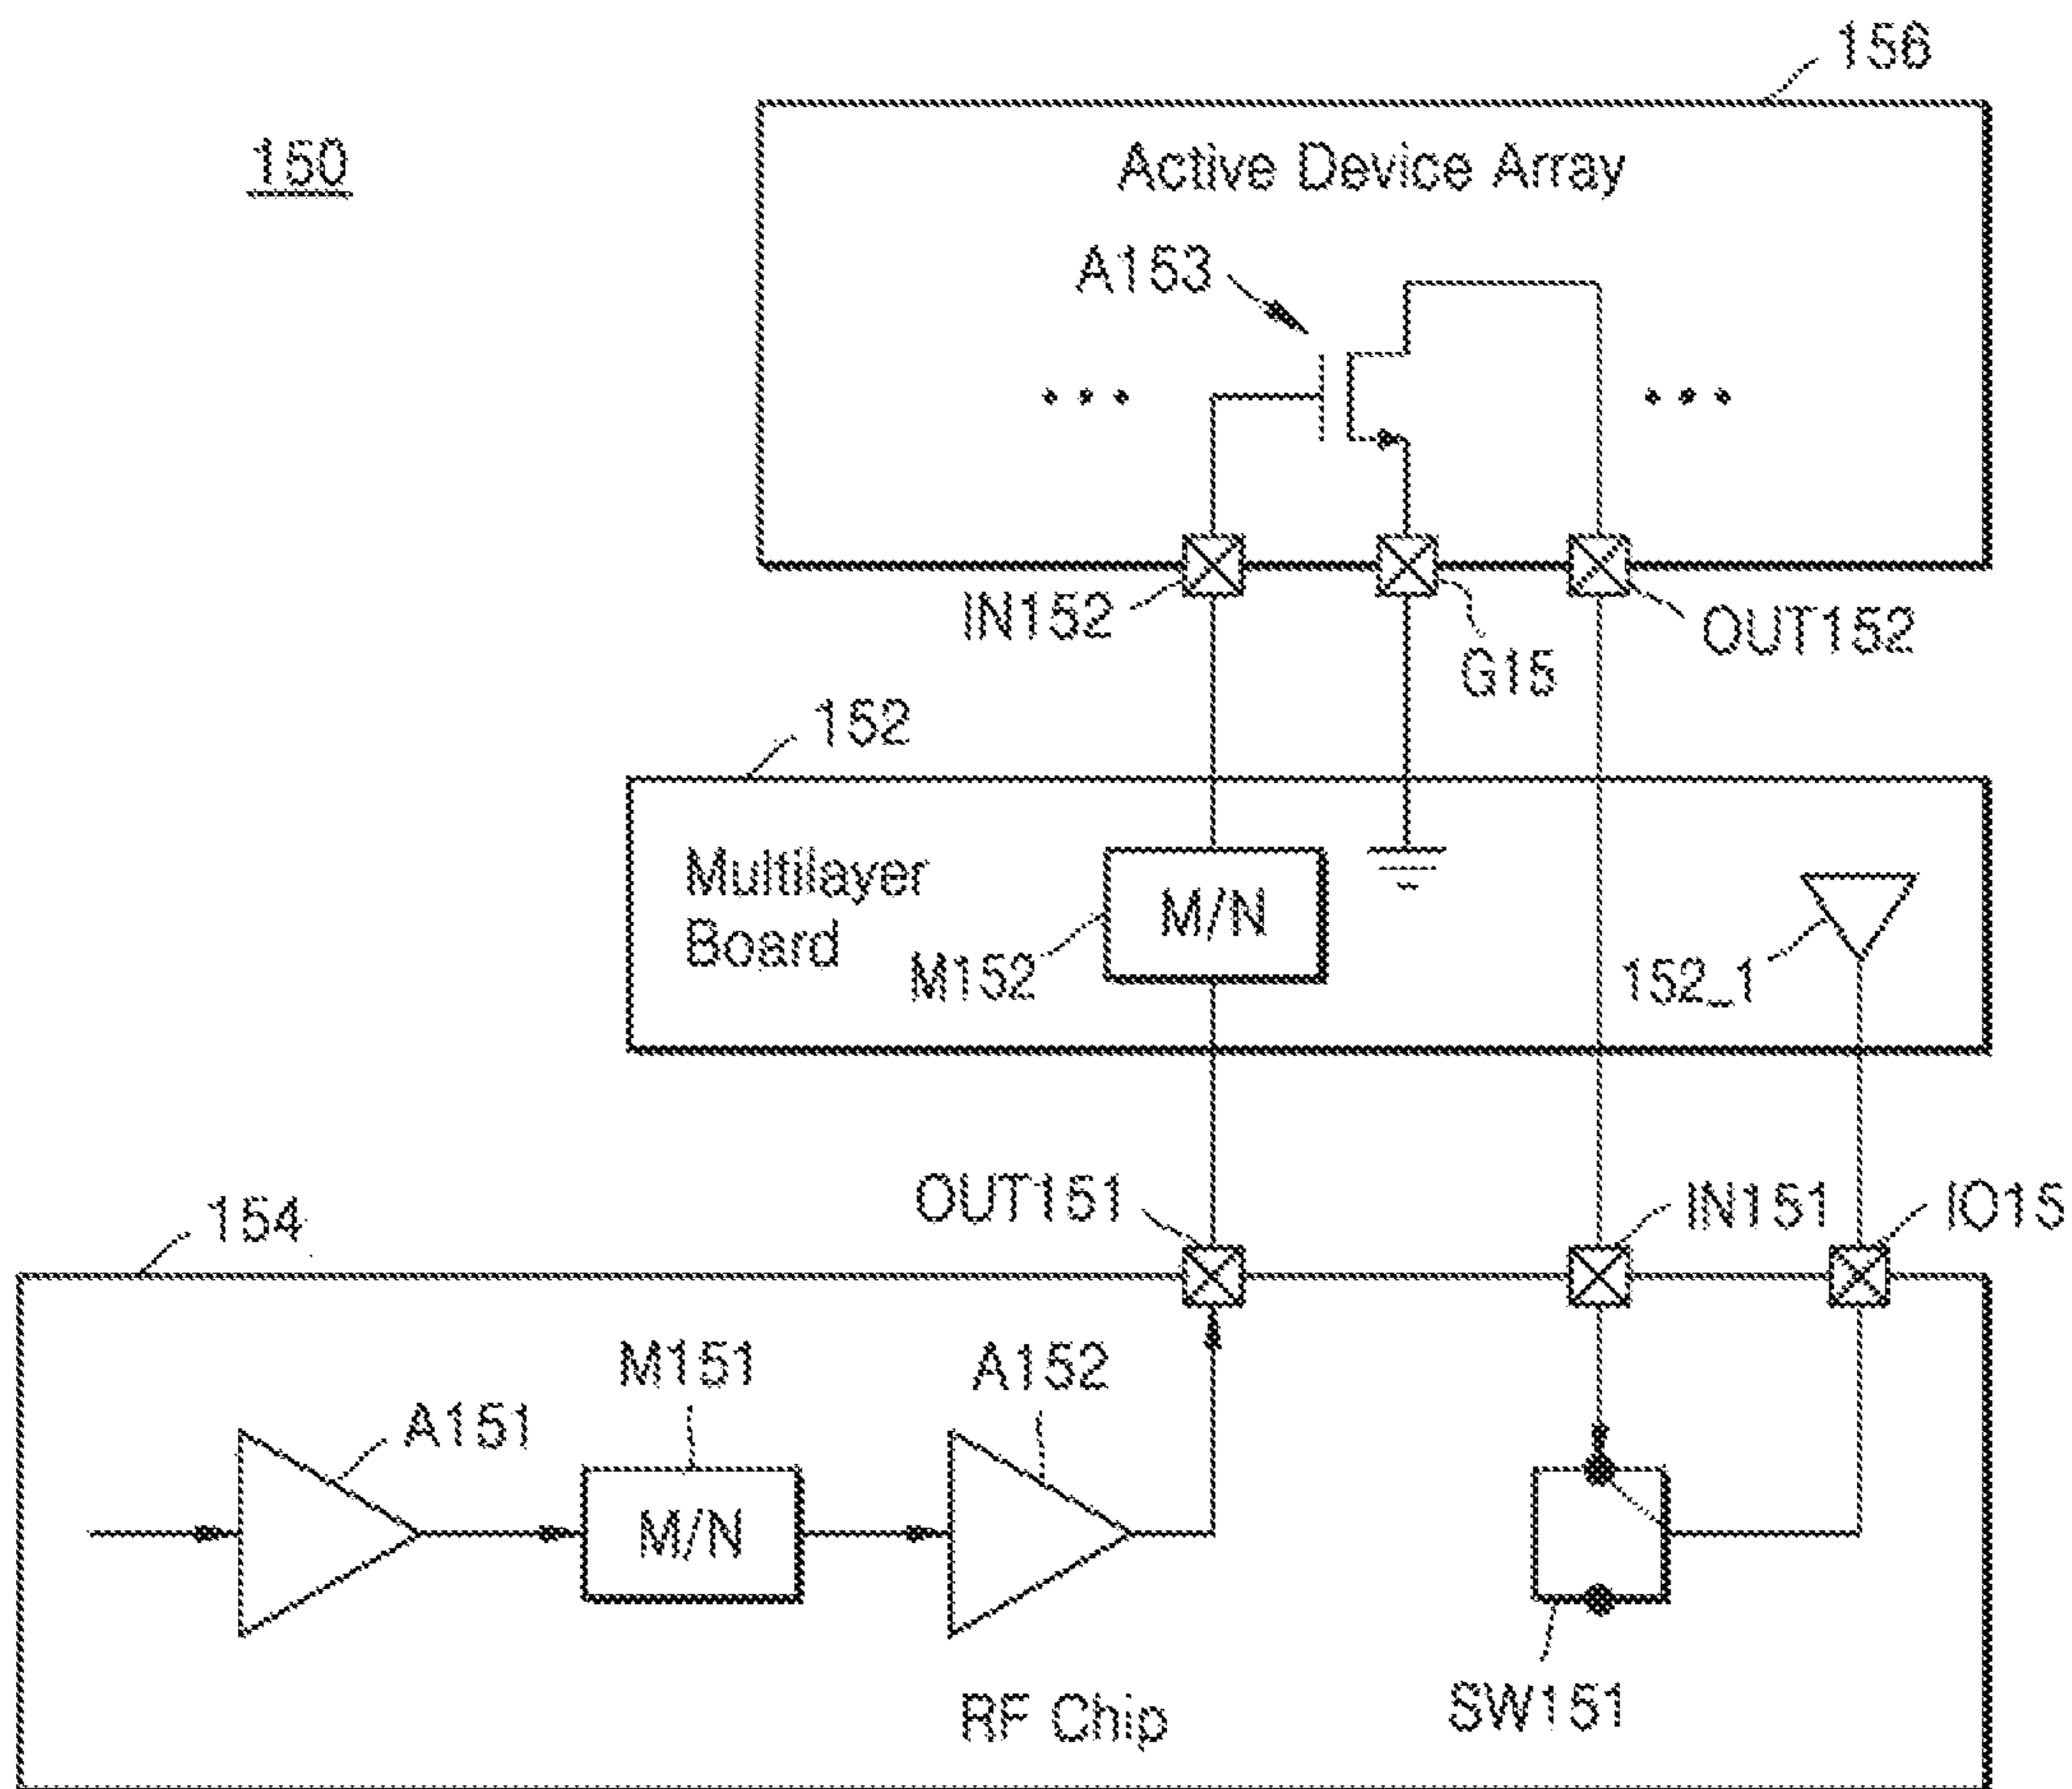 156
150
Active Device Array
A153
IN152
G15
OUT152
152
Multilayer
Board
M/N
M152
152_1
OUT151
IN151
IO15
154
M151
A152
A151
M/N
SW151
RF Chip